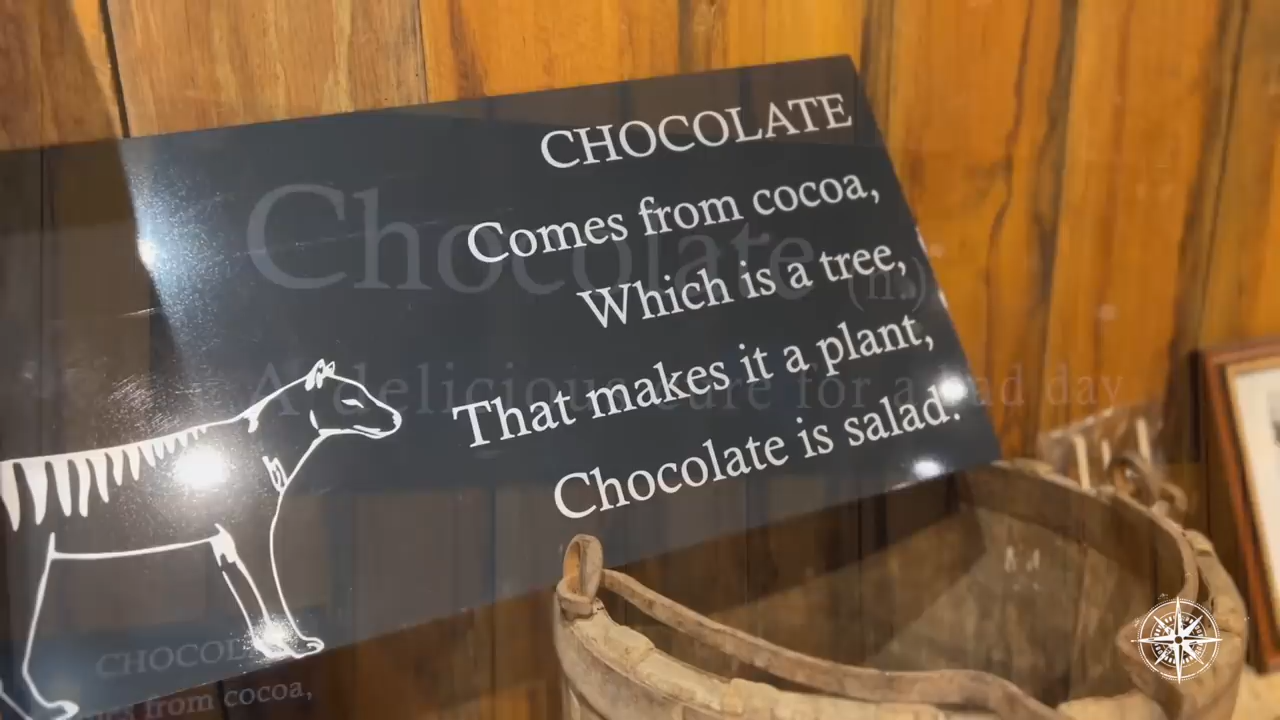 CHOCOLATE
Comes from cocoa,
Which is a tree,
That makes it a plant,
Chocolate is salad.
Chocolate (n.)
A delicious cure for a bad day
CHOCOL
from cocoa,